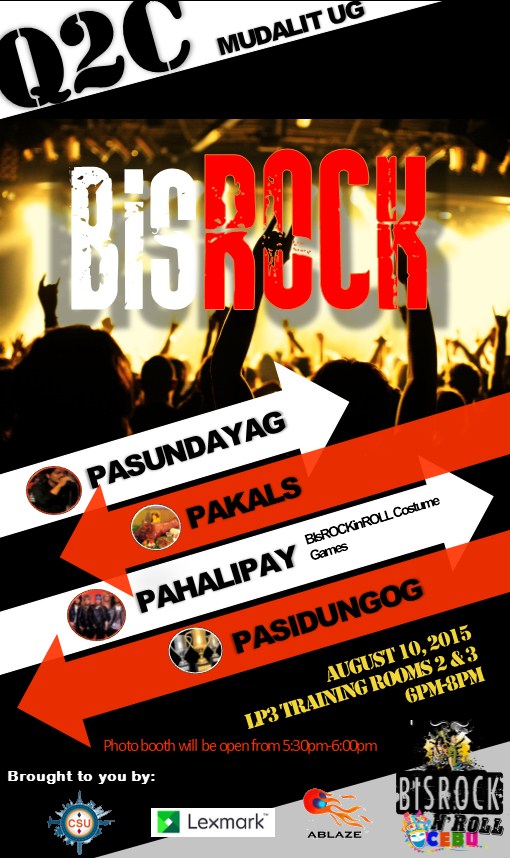 Q2C
MUDALIT UG
BISROCK
PASUNDAYAG
PAKALS
PAHALIPAY
BIsROCKinROLL Costume
Games
PASIDUNGOG
AUGUST 10, 2015
LP3 TRAINING ROOMS 2 & 3
6PM-8PM
Photo booth will be open from 5:30pm-6:00pm
Brought to you by:
CSU
Lexmark™
ABLAZE
BISROCK
N' ROLL
CEBU